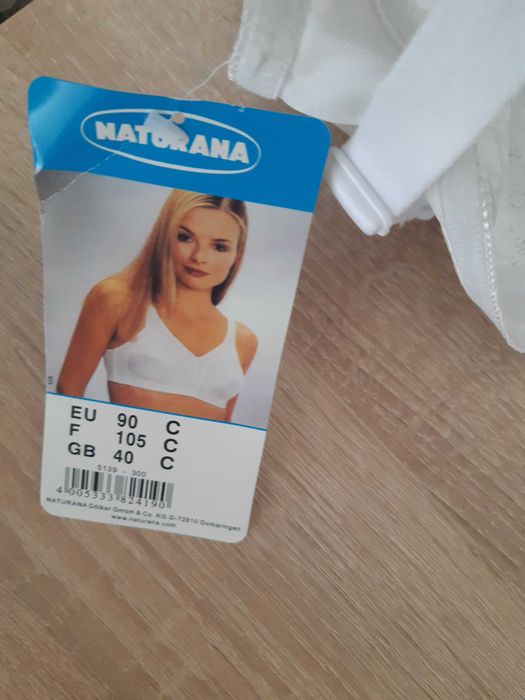 NATURANA
EU 90 C
F 105 C
GB 40 C
5139 - 300
4 005333 824190
NATURANA Dölker GmbH & Co. KG, D-72810 Gomaringen
www.naturana.com